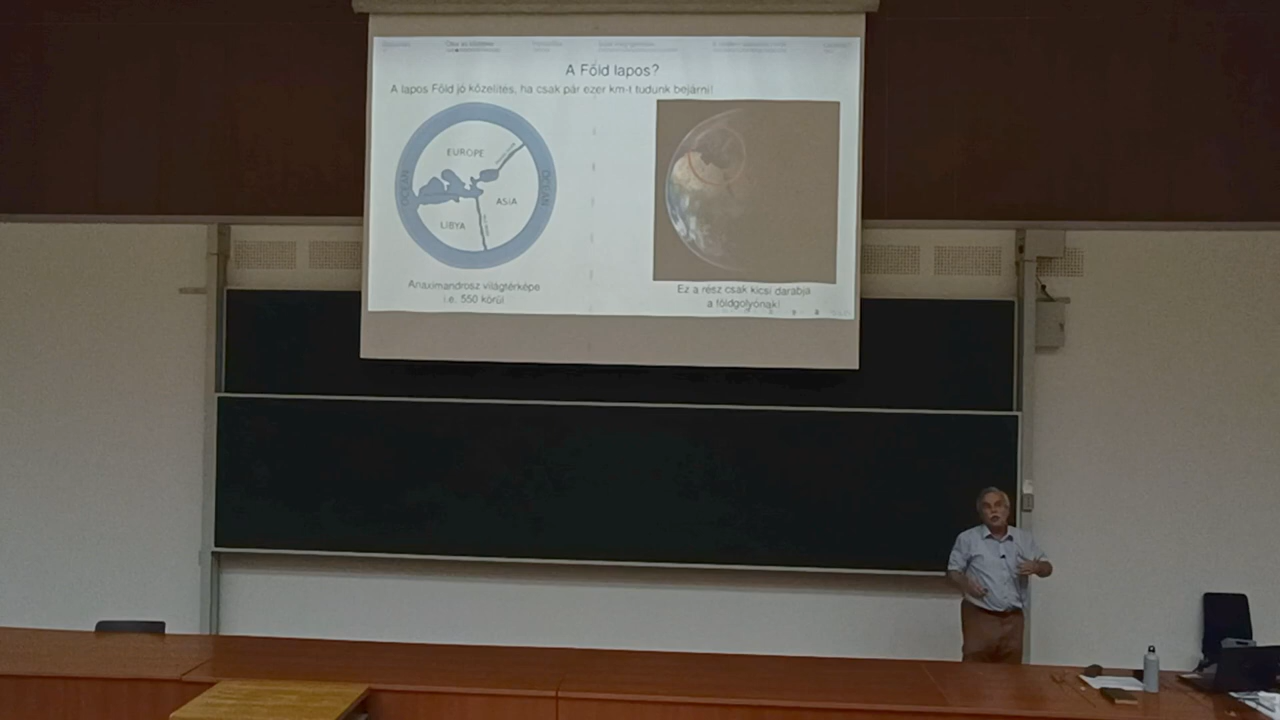 A Föld lapos?
A lapos Föld jó közelítés, ha csak pár ezer km-t tudunk bejárni!
EUROPE
OCEAN
OCEAN
ASIA
LIBYA
Anaximandrosz világtérképe
i.e. 550 körül
Ez a rész csak kicsi darabja
a földgolyónak!